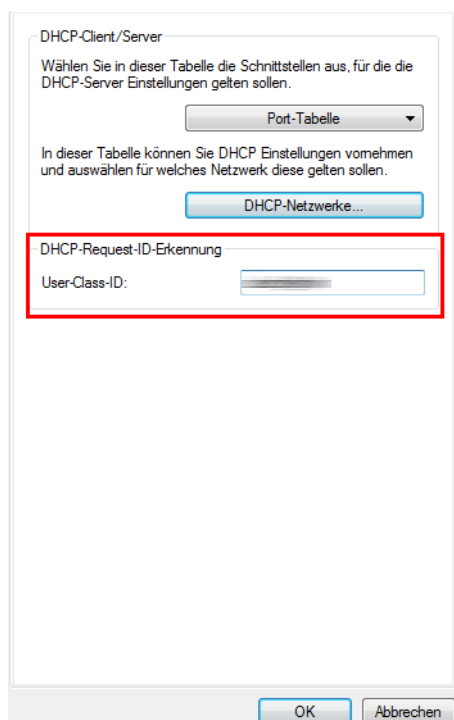 DHCP-Client/Server
Wählen Sie in dieser Tabelle die Schnittstellen aus, für die die
DHCP-Server Einstellungen gelten sollen.
Port-Tabelle
In dieser Tabelle können Sie DHCP Einstellungen vornehmen
und auswählen für welches Netzwerk diese gelten sollen.
DHCP-Netzwerke...
DHCP-Request-ID-Erkennung
User-Class-ID:
OK
Abbrechen